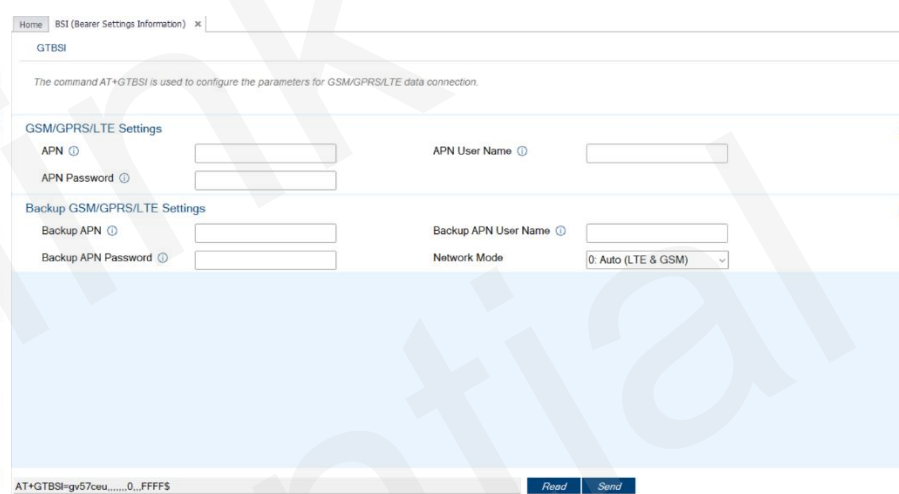 Home BSI (Bearer Settings Information) ×
GTBSI
The command AT+GTBSI is used to configure the parameters for GSM/GPRS/LTE data connection.
GSM/GPRS/LTE Settings
APN APN User Name
APN Password
Backup GSM/GPRS/LTE Settings
Backup APN Backup APN User Name
Backup APN Password Network Mode 0: Auto (LTE & GSM)
AT+GTBSI=gv57ceu,,,,,,,0,,,FFFF$ Read Send